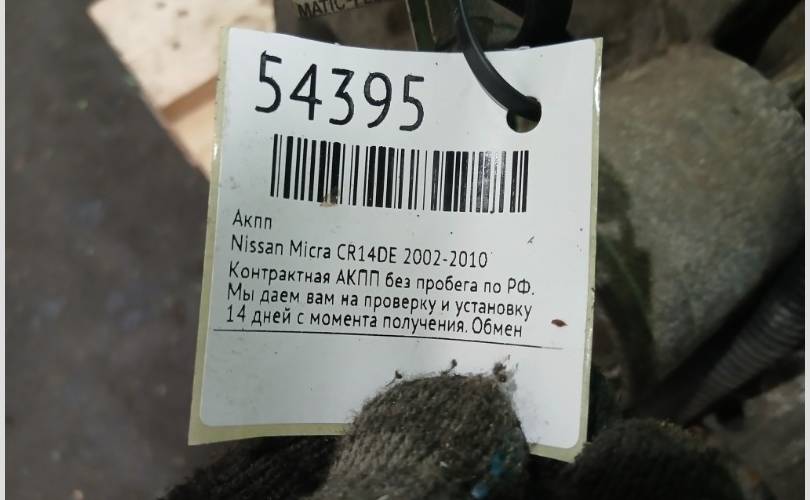 54395
Акпп
Nissan Micra CR14DE 2002-2010
Контрактная АКПП без пробега по РФ.
Мы даем вам на проверку и установку
14 дней с момента получения. Обмен